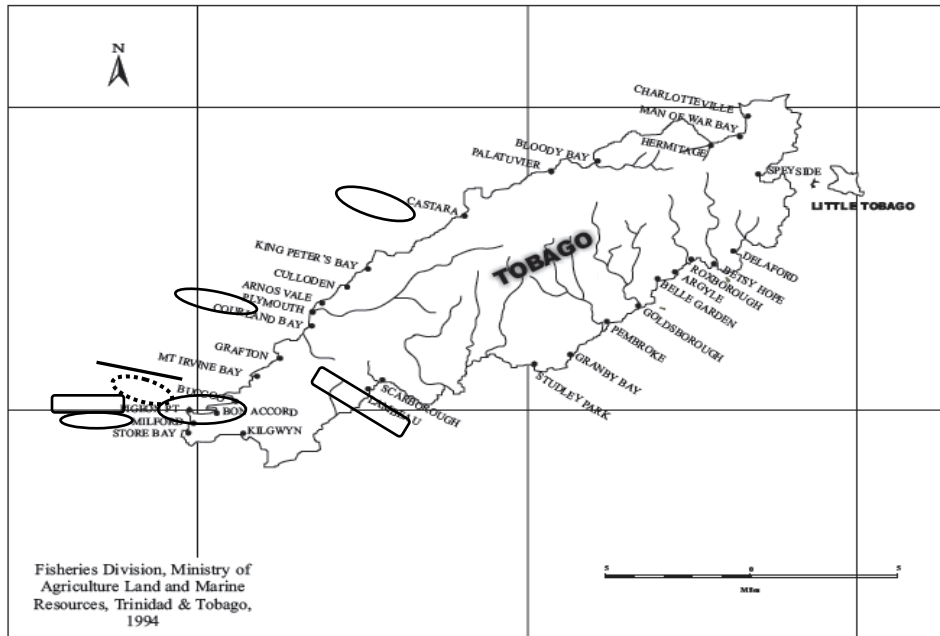 N
CHARLOTTEVILLE
MAN OF WAR BAY
HERMITAGE
BLOODY BAY
PALATUVIER
SPEYSIDE
LITTLE TOBAGO
CASTARA
TOBAGO
KING PETER'S BAY
CULLODEN
ARNOS VALE
PLYMOUTH
COURLAND BAY
GRAFTON
MT IRVINE BAY
BUCCOO
PIGEON PT
BON ACCORD
MILFORD
STORE BAY
KILGWYN
SCARBOROUGH
LAMBEAU
STUDLEY PARK
GRANBY BAY
PEMBROKE
GOLDSBOROUGH
BELLE GARDEN
ARGYLE
ROXBOROUGH
BETSY HOPE
DELAFORD
5 0 5
Miles
Fisheries Division, Ministry of
Agriculture Land and Marine
Resources, Trinidad & Tobago,
1994